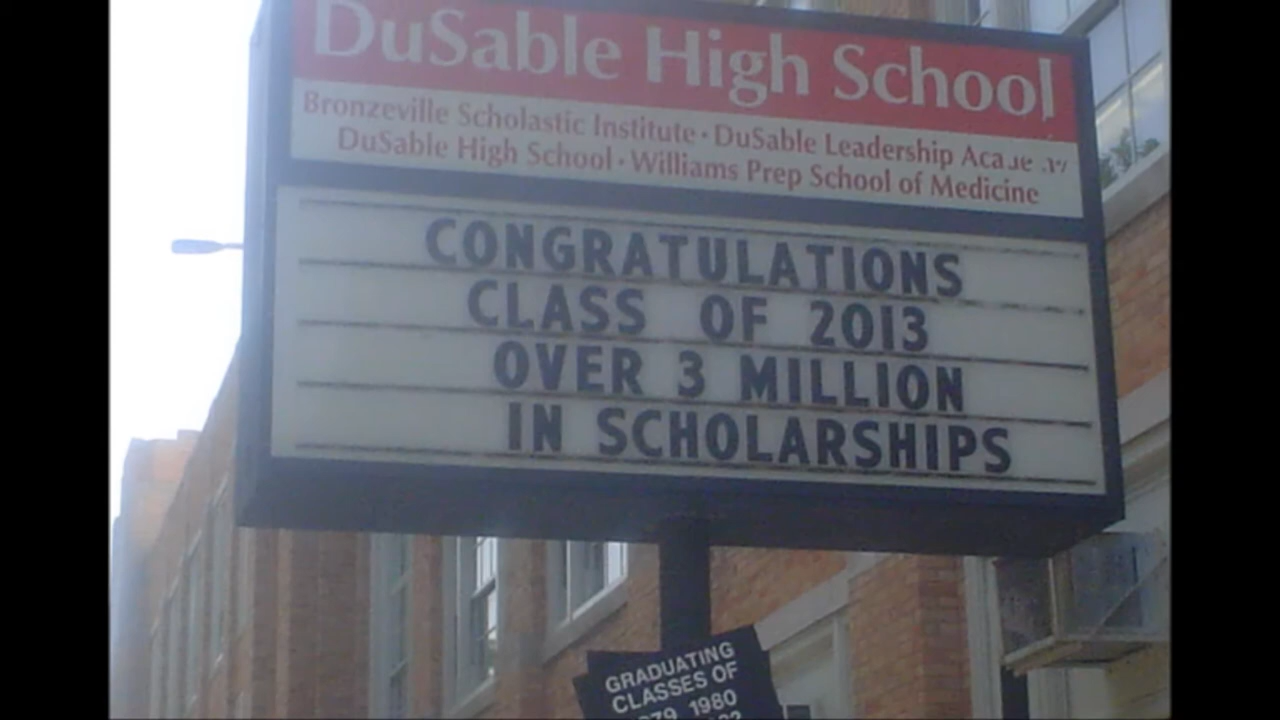 DuSable High School
Bronzeville Scholastic Institute • DuSable Leadership
DuSable High School • Williams Prep School of Medicine
CONGRATULATIONS
CLASS OF 2013
OVER 3 MILLION
IN SCHOLARSHIPS
GRADUATING
CLASSES OF
1980